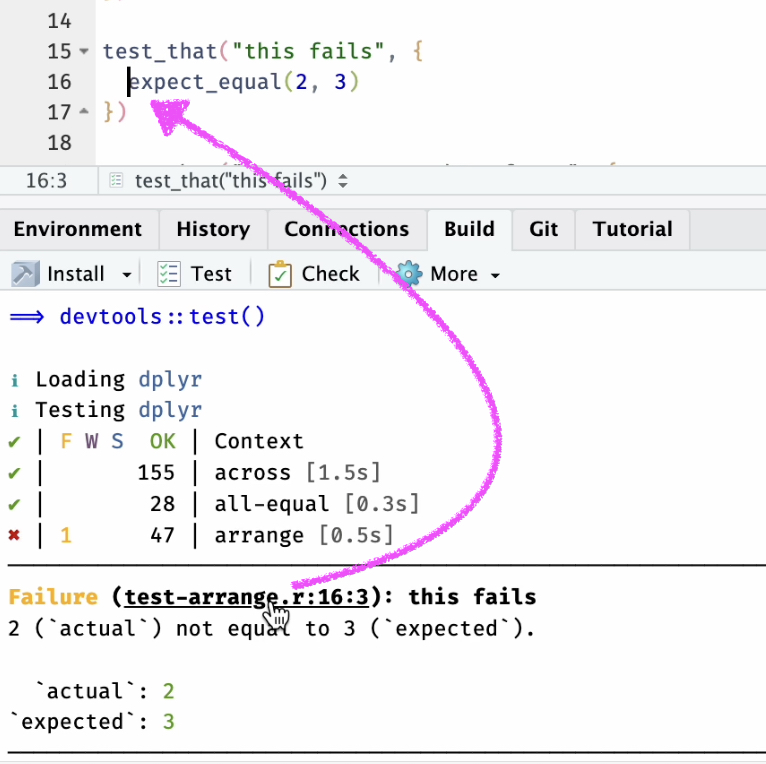 14
15 test_that("this fails", {
16 expect_equal(2, 3)
17 })
18
16:3 test_that("this fails")
Environment History Connections Build Git Tutorial
Install Test Check More
⟹ devtools::test()
ℹ Loading dplyr
ℹ Testing dplyr
✔ | F W S OK | Context
✔ | 155 | across [1.5s]
✔ | 28 | all-equal [0.3s]
✖ | 1 47 | arrange [0.5s]
Failure (test-arrange.r:16:3): this fails
2 (`actual`) not equal to 3 (`expected`).
`actual`: 2
`expected`: 3